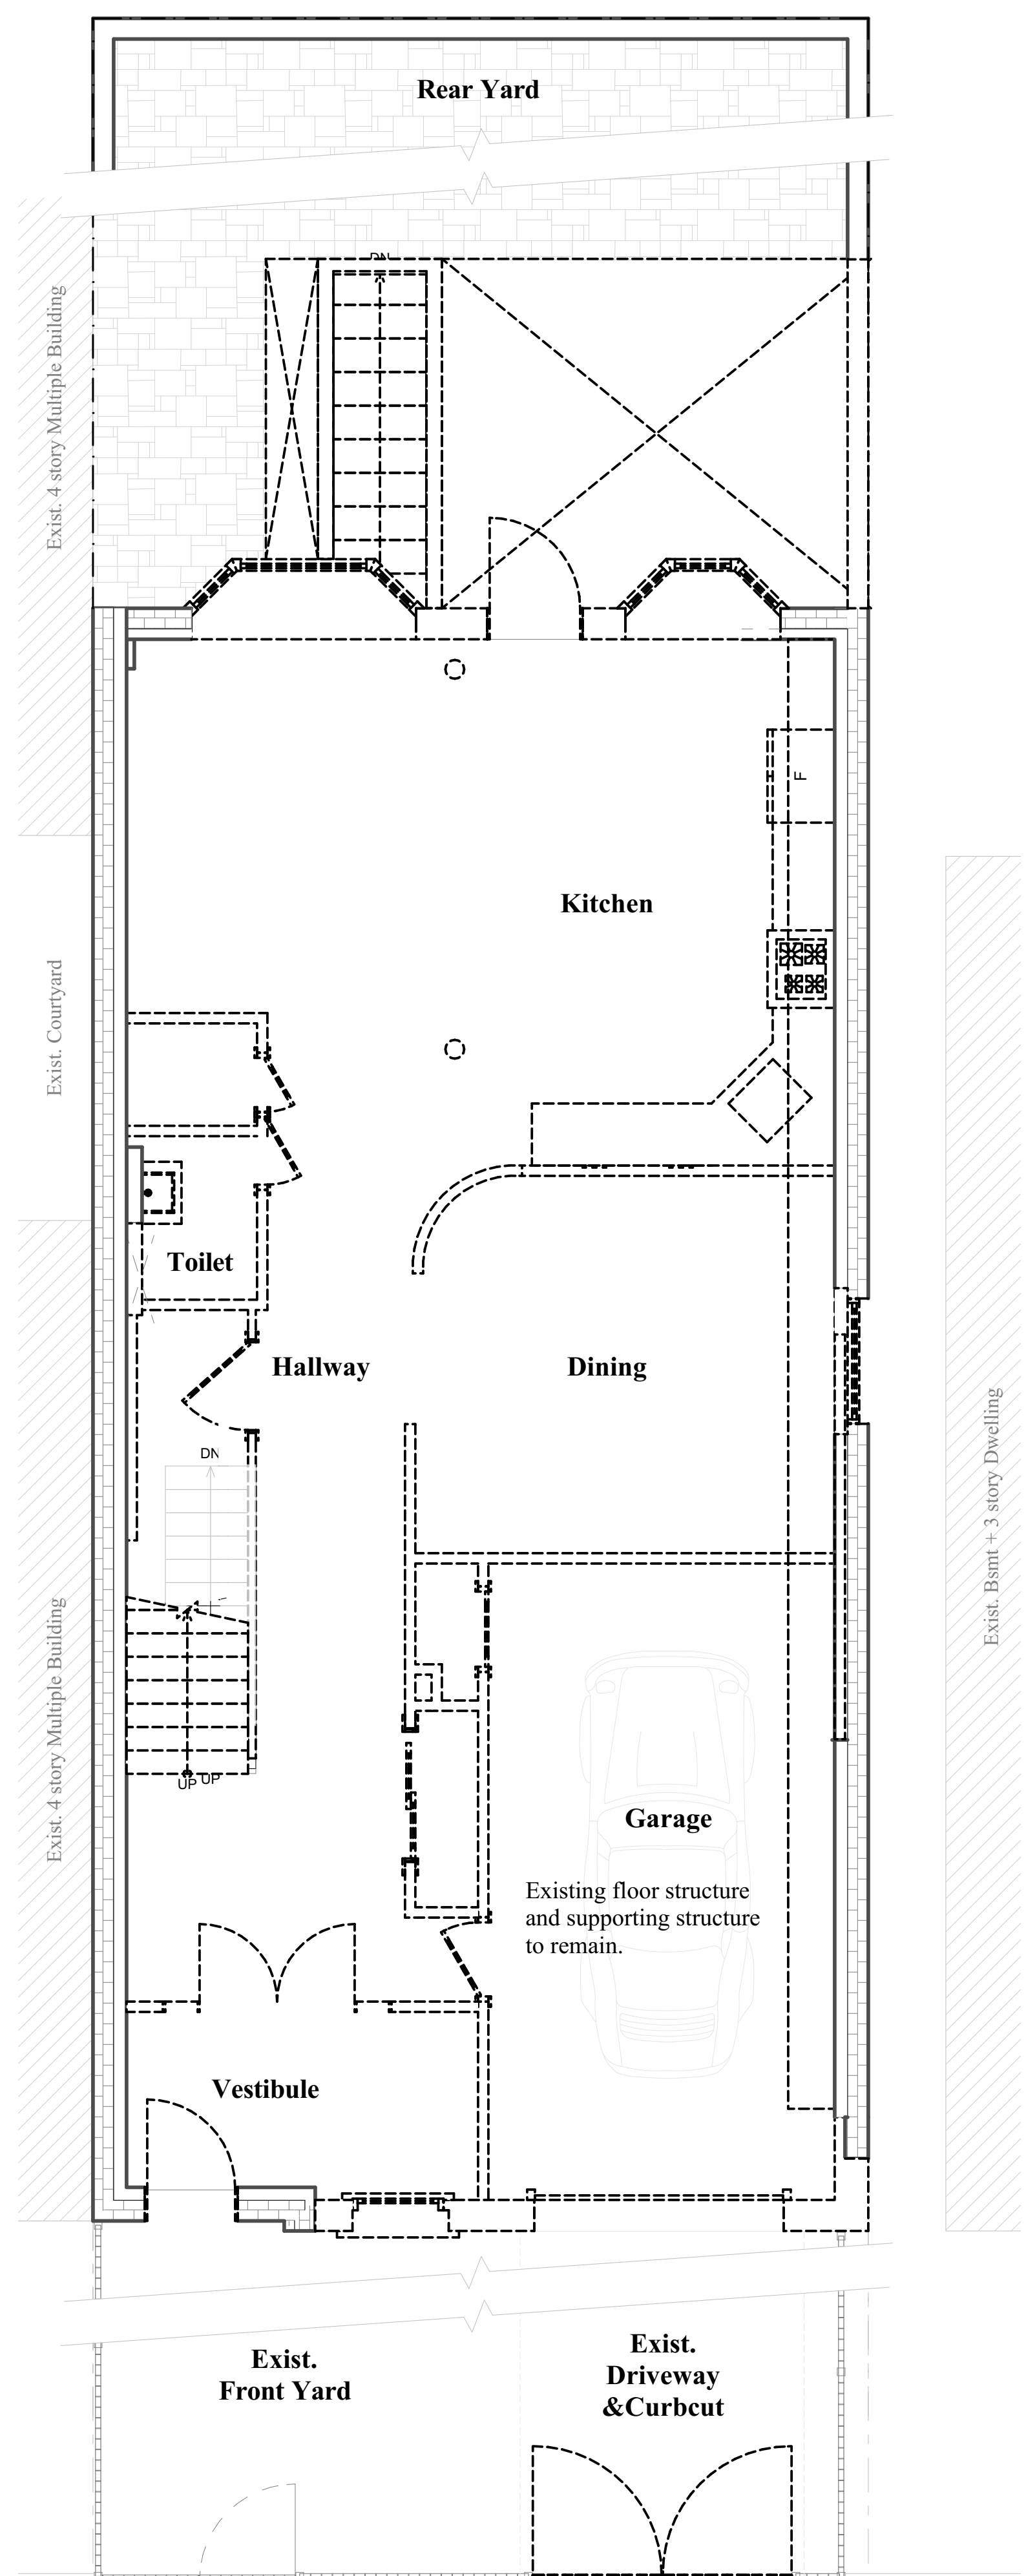 Rear Yard
DN
Exist. 4 story Multiple Building
F
Kitchen
Exist. Courtyard
Toilet
Hallway
Dining
DN
Exist. Bsmt + 3 story Dwelling
Exist. 4 story Multiple Building
UP UP
Garage
Existing floor structure
and supporting structure
to remain.
Vestibule
Exist.
Front Yard
Exist.
Driveway
&Curbcut